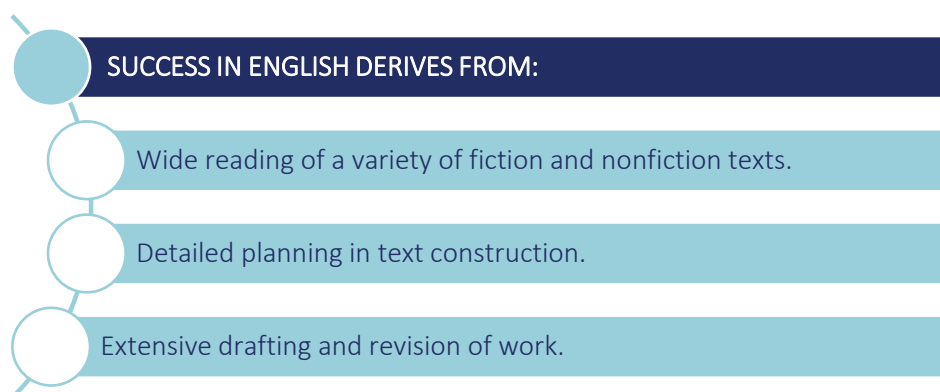 SUCCESS IN ENGLISH DERIVES FROM:
Wide reading of a variety of fiction and nonfiction texts.
Detailed planning in text construction.
Extensive drafting and revision of work.